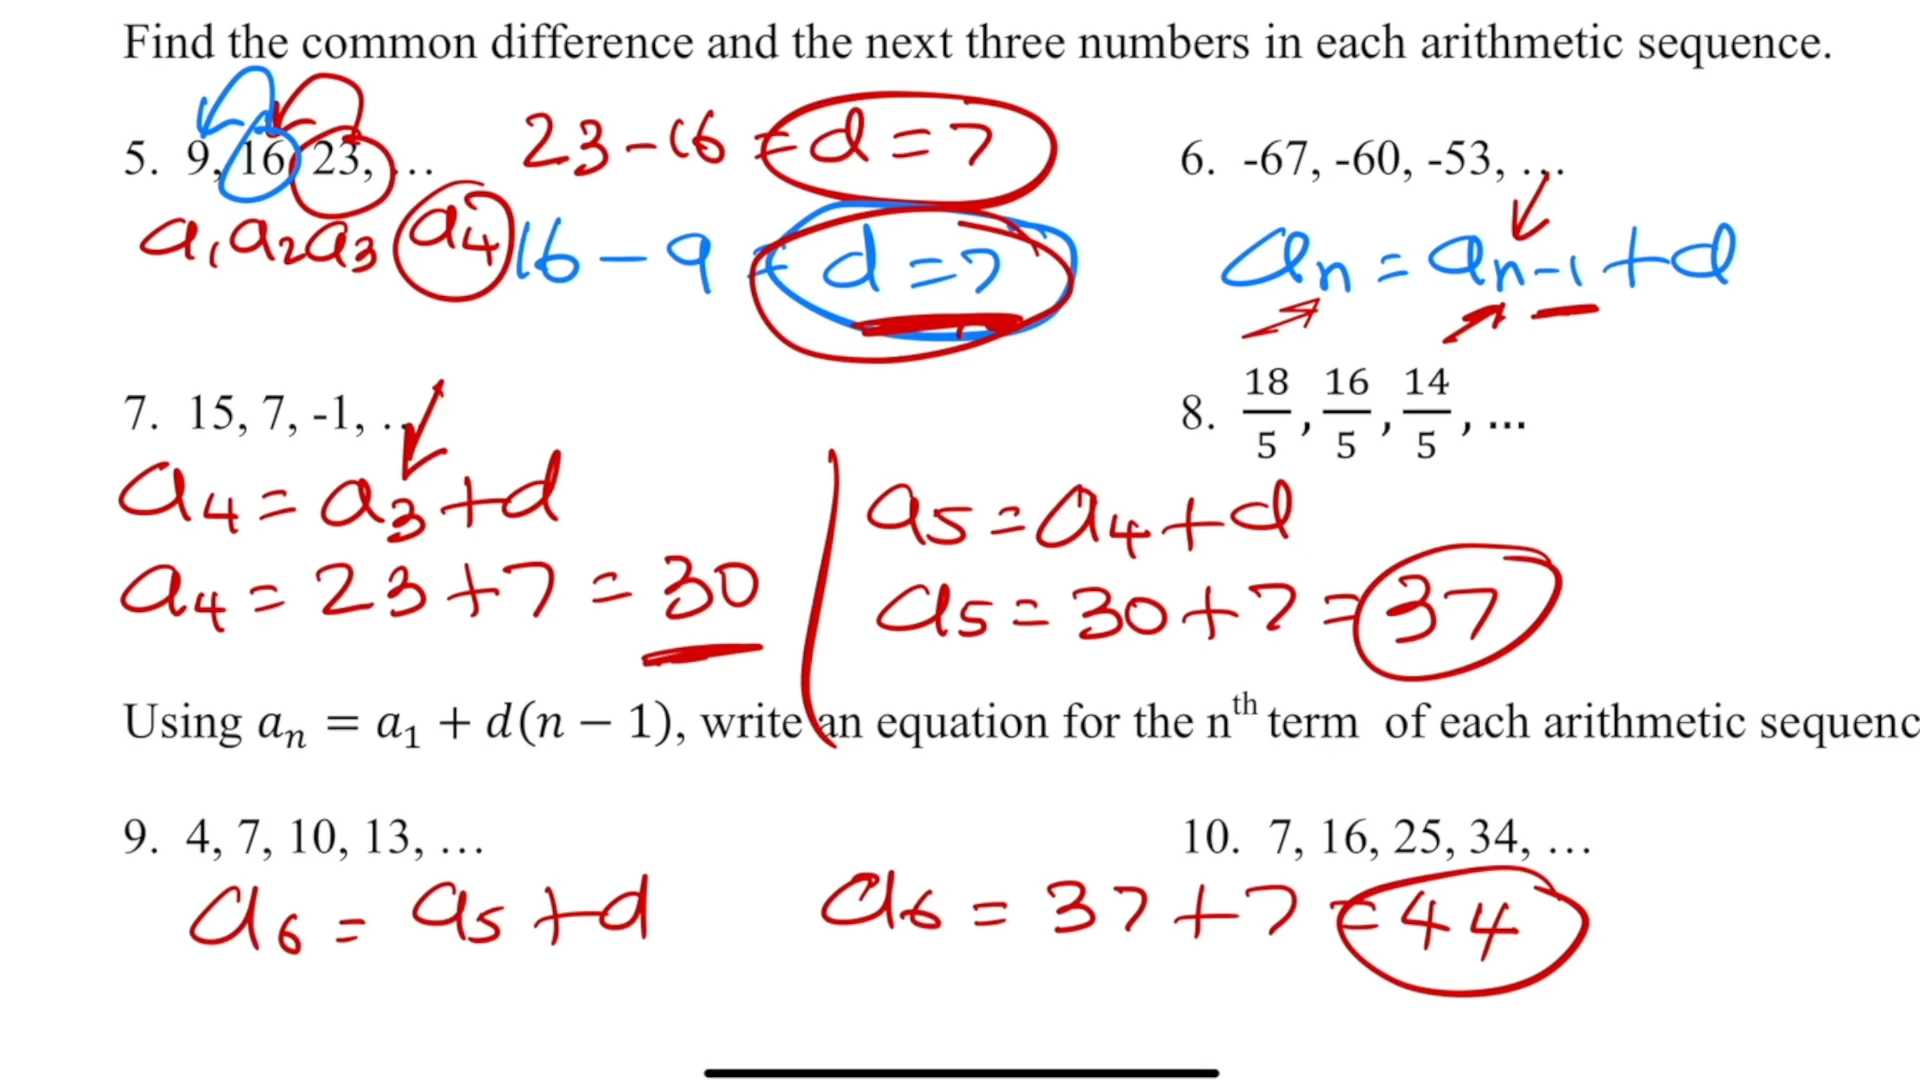 Find the common difference and the next three numbers in each arithmetic sequence.
5. 9, 16, 23, ...
23 - 16 = d = 7
6. -67, -60, -53, ...
a₁ a₂ a₃ a₄
16 - 9 = d = 7
aₙ = aₙ₋₁ + d
7. 15, 7, -1, ...
8. 18/5, 16/5, 14/5, ...
a₄ = a₃ + d
a₅ = a₄ + d
a₄ = 23 + 7 = 30
a₅ = 30 + 7 = 37
Using aₙ = a₁ + d(n − 1), write an equation for the nᵗʰ term of each arithmetic sequenc
9. 4, 7, 10, 13, ...
10. 7, 16, 25, 34, ...
a₆ = a₅ + d
a₆ = 37 + 7 = 44